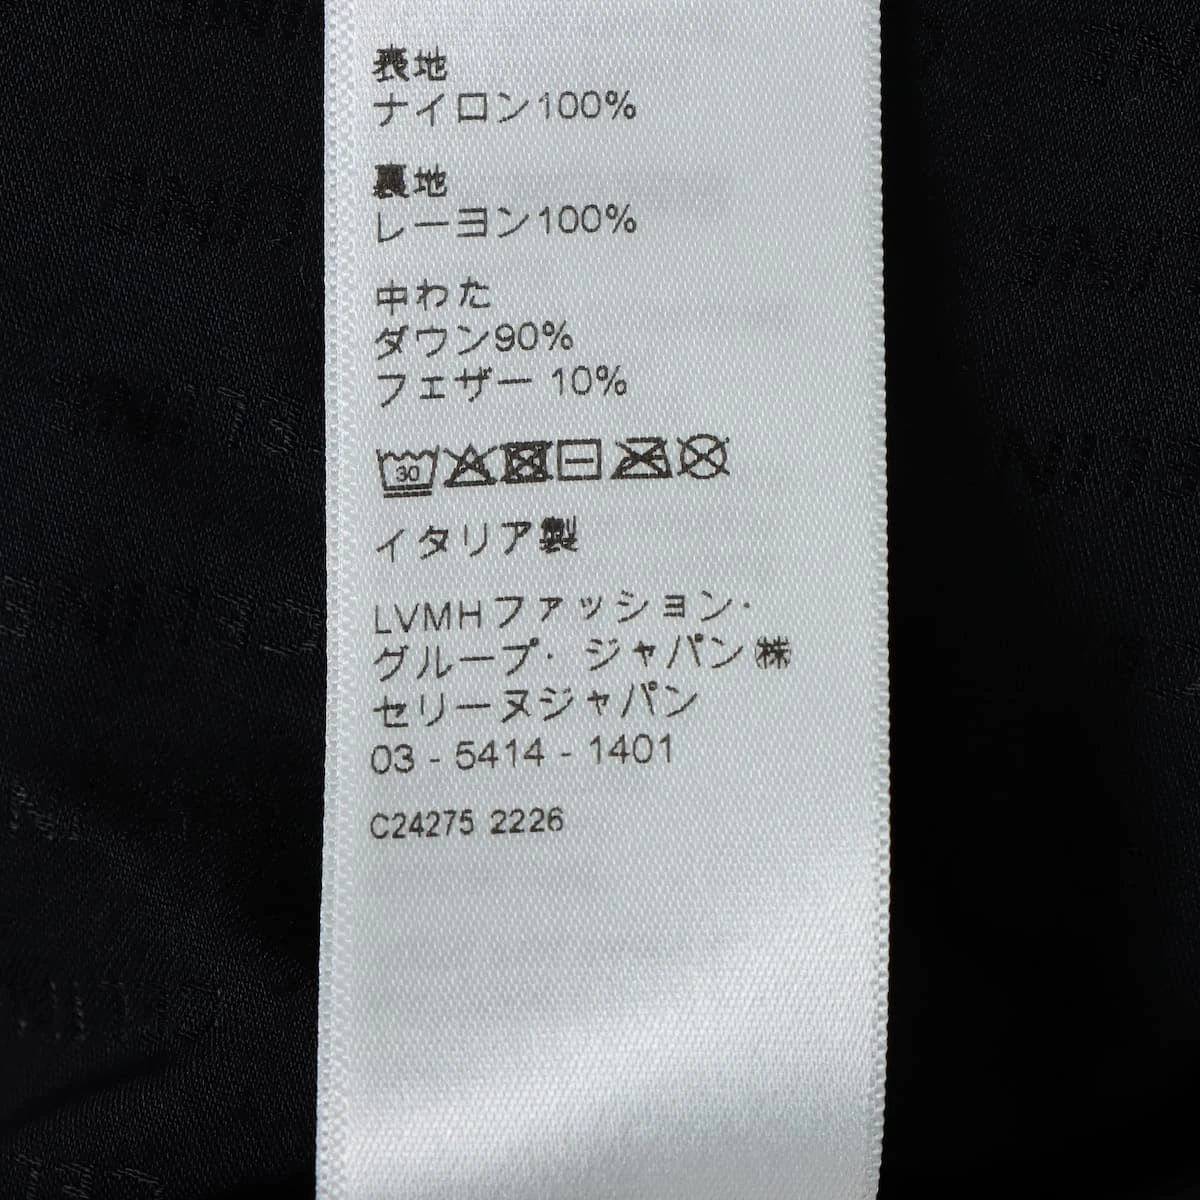 表地
ナイロン100%
裏地
レーヨン100%
中わた
ダウン90%
フェザー 10%
30
イタリア製
LVMHファッション・
グループ・ ジャパン㈱
セリーヌジャパン
03 - 5414 - 1401
C24275 2226